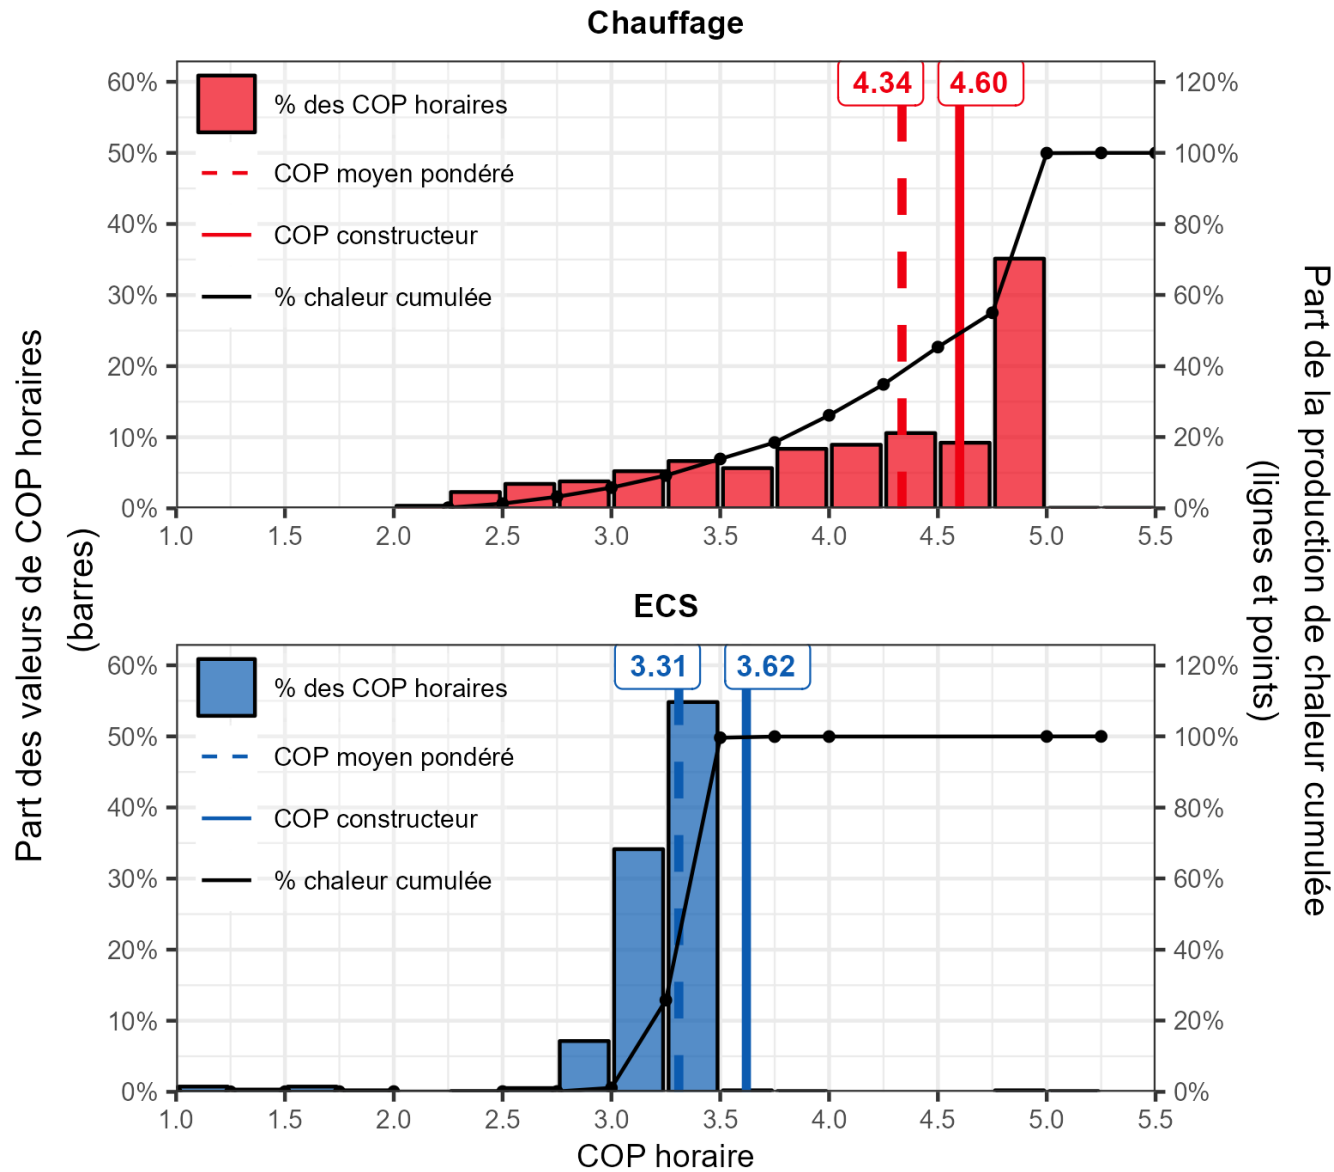 Chauffage
Part des valeurs de COP horaires
(barres)
60%
50%
40%
30%
20%
10%
0%
% des COP horaires
COP moyen pondéré
COP constructeur
% chaleur cumulée
4.34
4.60
120%
100%
80%
60%
40%
20%
0%
1.0 1.5 2.0 2.5 3.0 3.5 4.0 4.5 5.0 5.5
Part de la production de chaleur cumulée
(lignes et points)
ECS
60%
50%
40%
30%
20%
10%
0%
% des COP horaires
COP moyen pondéré
COP constructeur
% chaleur cumulée
3.31
3.62
120%
100%
80%
60%
40%
20%
0%
1.0 1.5 2.0 2.5 3.0 3.5 4.0 4.5 5.0 5.5
COP horaire